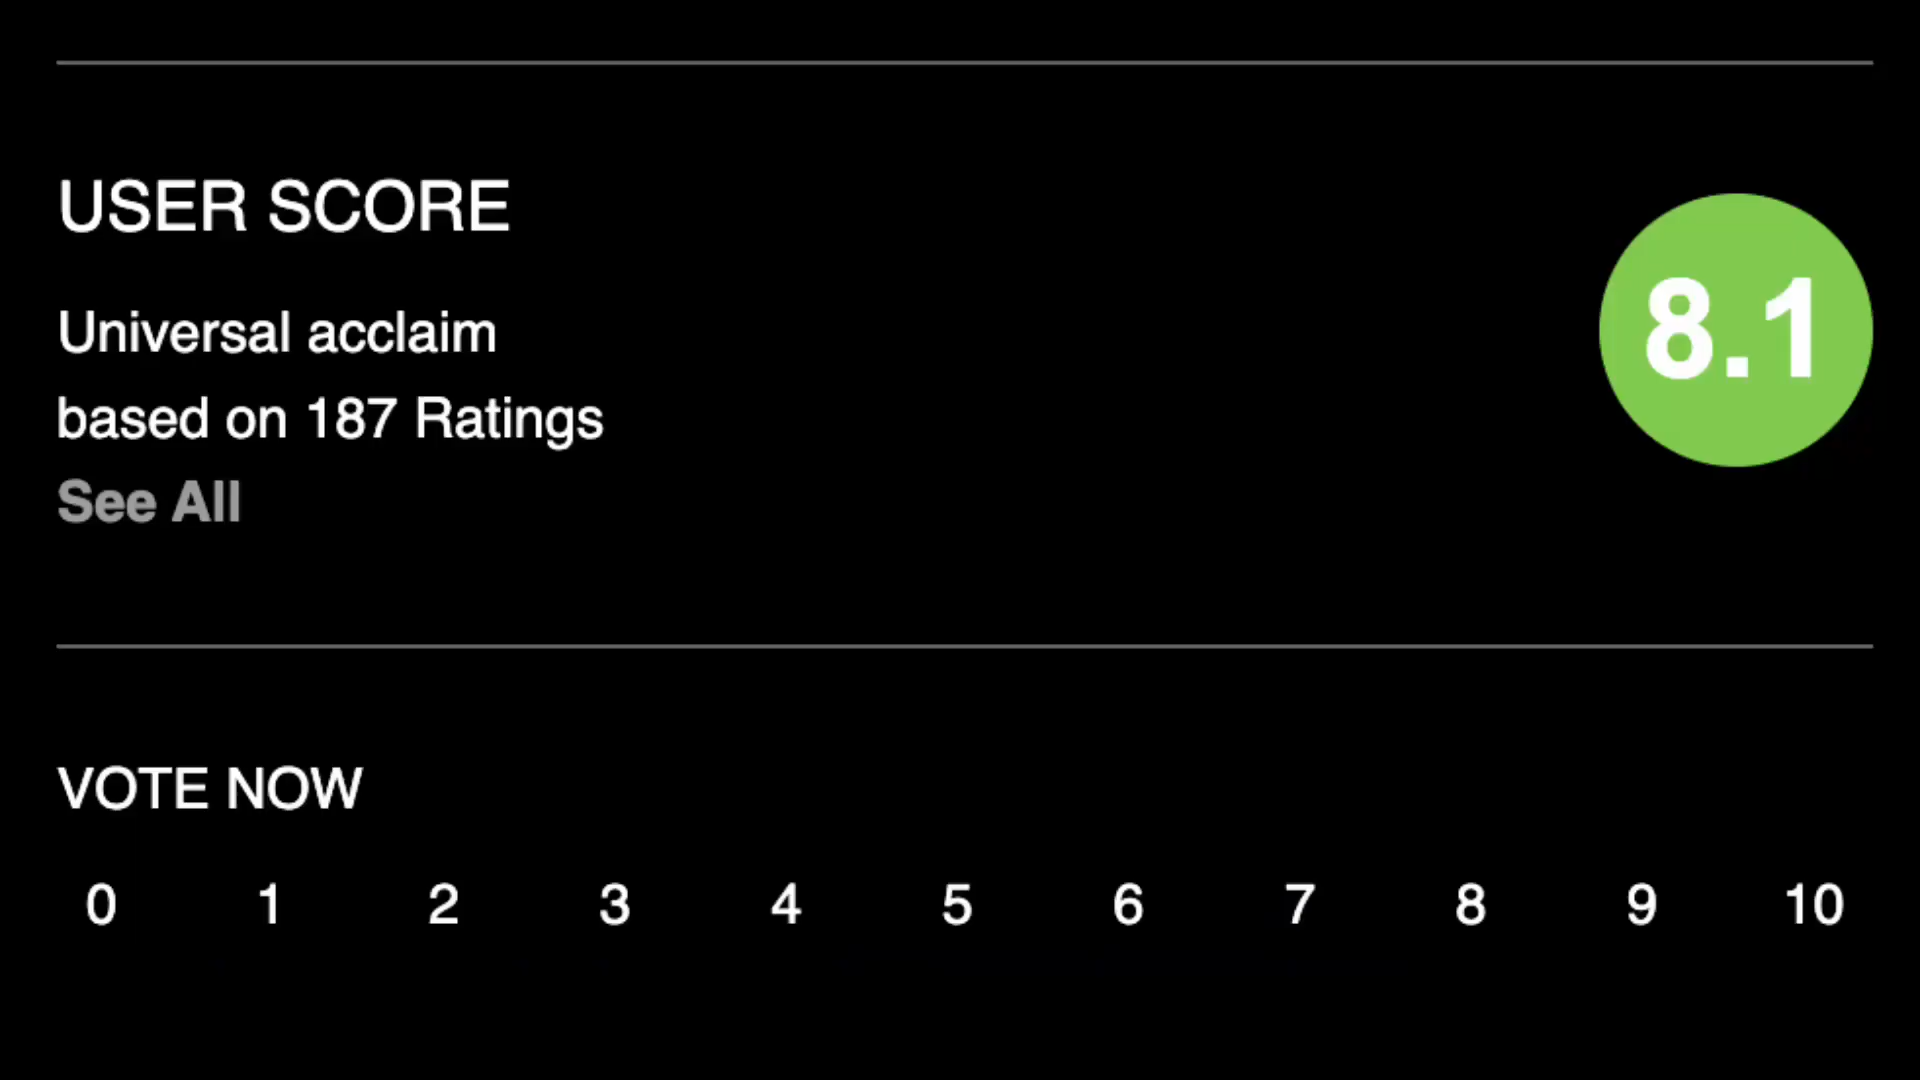 USER SCORE
Universal acclaim
based on 187 Ratings
See All
8.1
VOTE NOW
0 1 2 3 4 5 6 7 8 9 10